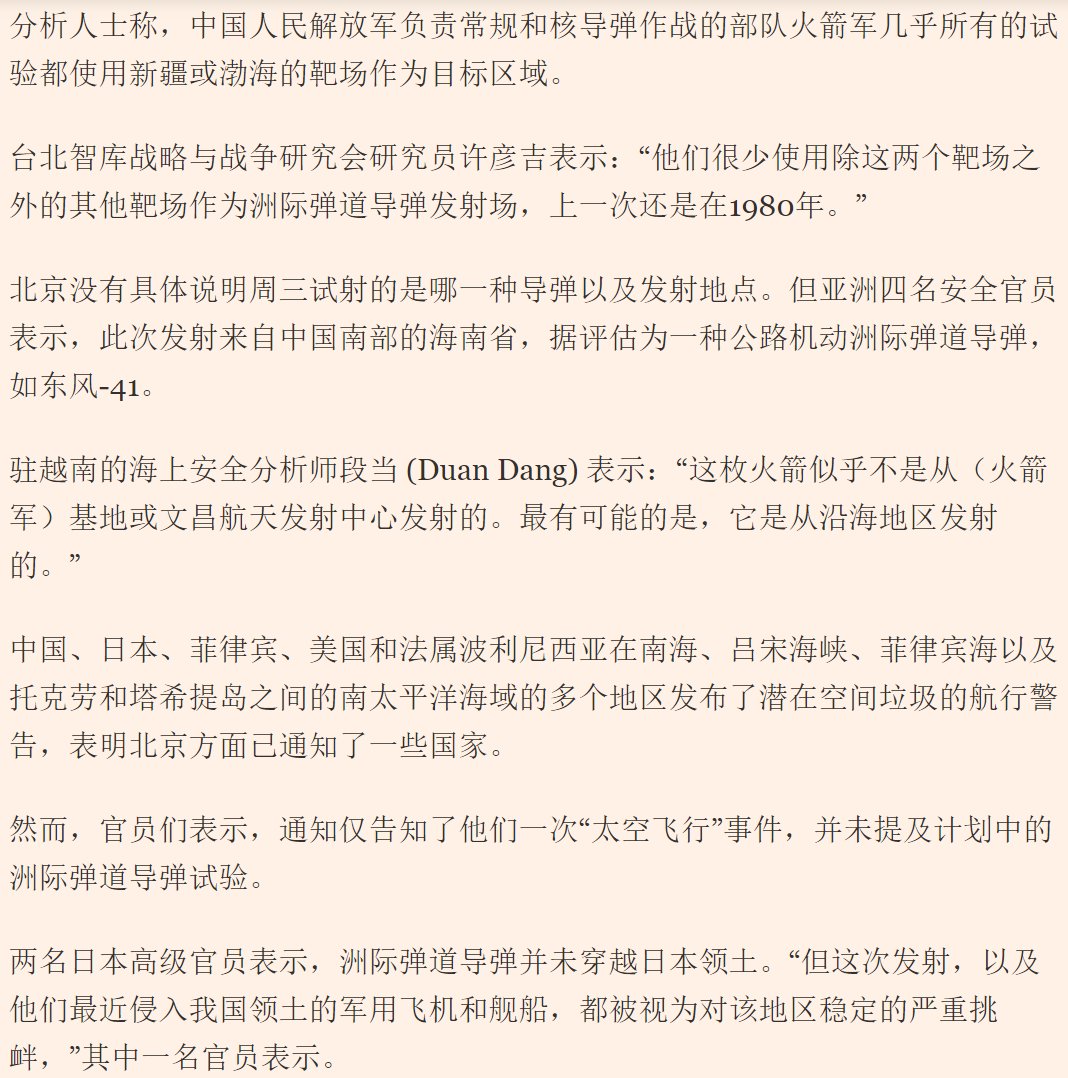 分析人士称，中国人民解放军负责常规和核导弹作战的部队火箭军几乎所有的试
验都使用新疆或渤海的靶场作为目标区域。
台北智库战略与战争研究会研究员许彦吉表示：“他们很少使用除这两个靶场之
外的其他靶场作为洲际弹道导弹发射场，上一次还是在1980年。”
北京没有具体说明周三试射的是哪一种导弹以及发射地点。但亚洲四名安全官员
表示，此次发射来自中国南部的海南省，据评估为一种公路机动洲际弹道导弹，
如东风-41。
驻越南的海上安全分析师段当 (Duan Dang) 表示：“这枚火箭似乎不是从（火箭
军）基地或文昌航天发射中心发射的。最有可能的是，它是从沿海地区发射
的。”
中国、日本、菲律宾、美国和法属波利尼西亚在南海、吕宋海峡、菲律宾海以及
托克劳和塔希提岛之间的南太平洋海域的多个地区发布了潜在空间垃圾的航行警
告，表明北京方面已通知了一些国家。
然而，官员们表示，通知仅告知了他们一次“太空飞行”事件，并未提及计划中的
洲际弹道导弹试验。
两名日本高级官员表示，洲际弹道导弹并未穿越日本领土。“但这次发射，以及
他们最近侵入我国领土的军用飞机和舰船，都被视为对该地区稳定的严重挑
衅，”其中一名官员表示。